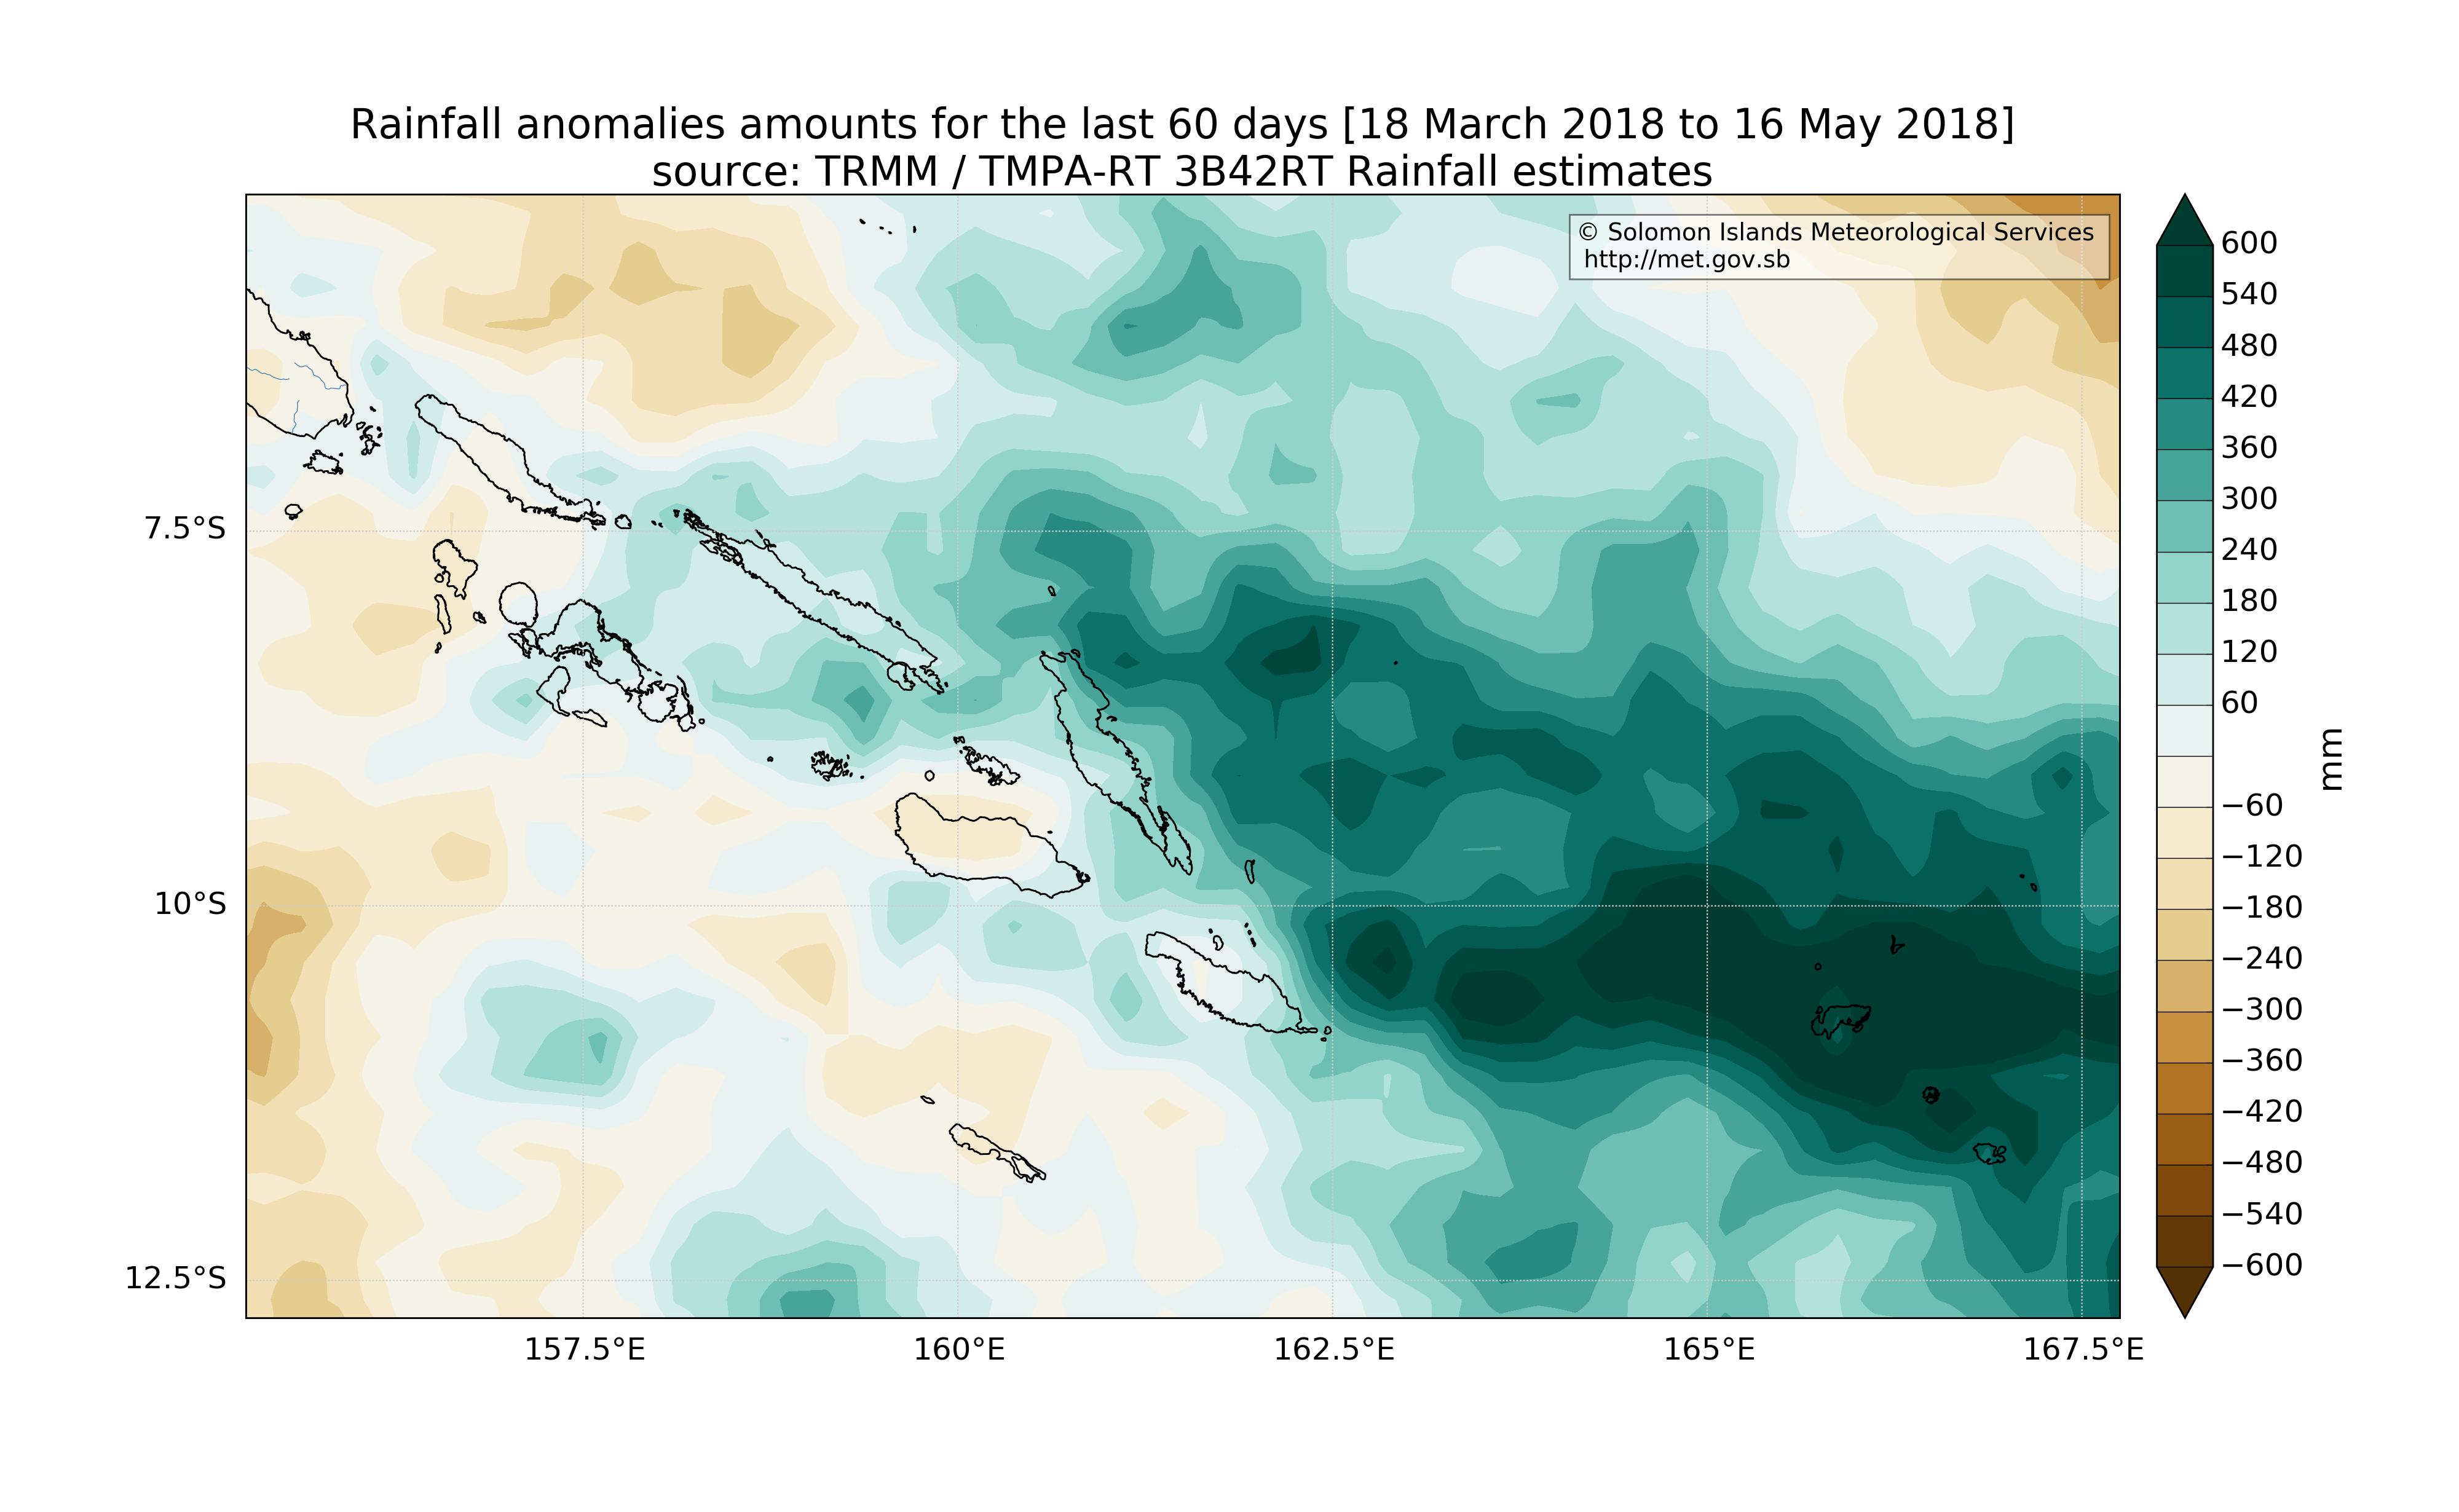 Rainfall anomalies amounts for the last 60 days [18 March 2018 to 16 May 2018]
source: TRMM / TMPA-RT 3B42RT Rainfall estimates
© Solomon Islands Meteorological Services
http://met.gov.sb
7.5°S
10°S
12.5°S
157.5°E
160°E
162.5°E
165°E
167.5°E
600
540
480
420
360
300
240
180
120
60
−60
−120
−180
−240
−300
−360
−420
−480
−540
−600
mm